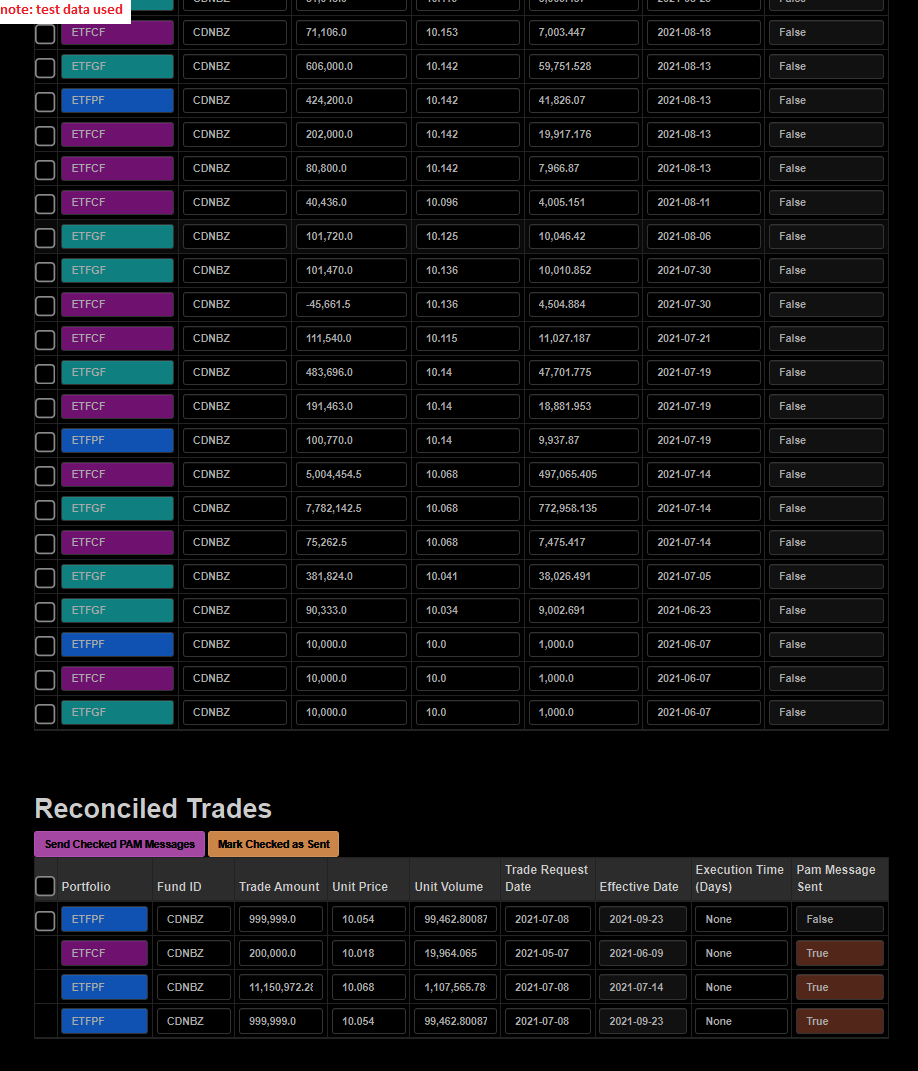 note: test data used
ETFCF CDNBZ 71,106.0 10.153 7,003.447 2021-08-18 False
ETFGF CDNBZ 606,000.0 10.142 59,751.528 2021-08-13 False
ETFPF CDNBZ 424,200.0 10.142 41,826.07 2021-08-13 False
ETFCF CDNBZ 202,000.0 10.142 19,917.176 2021-08-13 False
ETFCF CDNBZ 80,800.0 10.142 7,966.87 2021-08-13 False
ETFCF CDNBZ 40,436.0 10.096 4,005.151 2021-08-11 False
ETFGF CDNBZ 101,720.0 10.125 10,046.42 2021-08-06 False
ETFGF CDNBZ 101,470.0 10.136 10,010.852 2021-07-30 False
ETFCF CDNBZ -45,661.5 10.136 4,504.884 2021-07-30 False
ETFCF CDNBZ 111,540.0 10.115 11,027.187 2021-07-21 False
ETFGF CDNBZ 483,696.0 10.14 47,701.775 2021-07-19 False
ETFCF CDNBZ 191,463.0 10.14 18,881.953 2021-07-19 False
ETFPF CDNBZ 100,770.0 10.14 9,937.87 2021-07-19 False
ETFCF CDNBZ 5,004,454.5 10.068 497,065.405 2021-07-14 False
ETFGF CDNBZ 7,782,142.5 10.068 772,958.135 2021-07-14 False
ETFCF CDNBZ 75,262.5 10.068 7,475.417 2021-07-14 False
ETFGF CDNBZ 381,824.0 10.041 38,026.491 2021-07-05 False
ETFGF CDNBZ 90,333.0 10.034 9,002.691 2021-06-23 False
ETFPF CDNBZ 10,000.0 10.0 1,000.0 2021-06-07 False
ETFCF CDNBZ 10,000.0 10.0 1,000.0 2021-06-07 False
ETFGF CDNBZ 10,000.0 10.0 1,000.0 2021-06-07 False
Reconciled Trades
Send Checked PAM Messages Mark Checked as Sent
Portfolio Fund ID Trade Amount Unit Price Unit Volume Trade Request Date Effective Date Execution Time (Days) Pam Message Sent
ETFPF CDNBZ 999,999.0 10.054 99,462.80087 2021-07-08 2021-09-23 None False
ETFCF CDNBZ 200,000.0 10.018 19,964.065 2021-05-07 2021-06-09 None True
ETFPF CDNBZ 11,150,972.28 10.068 1,107,565.78 2021-07-08 2021-07-14 None True
ETFPF CDNBZ 999,999.0 10.054 99,462.80087 2021-07-08 2021-09-23 None True